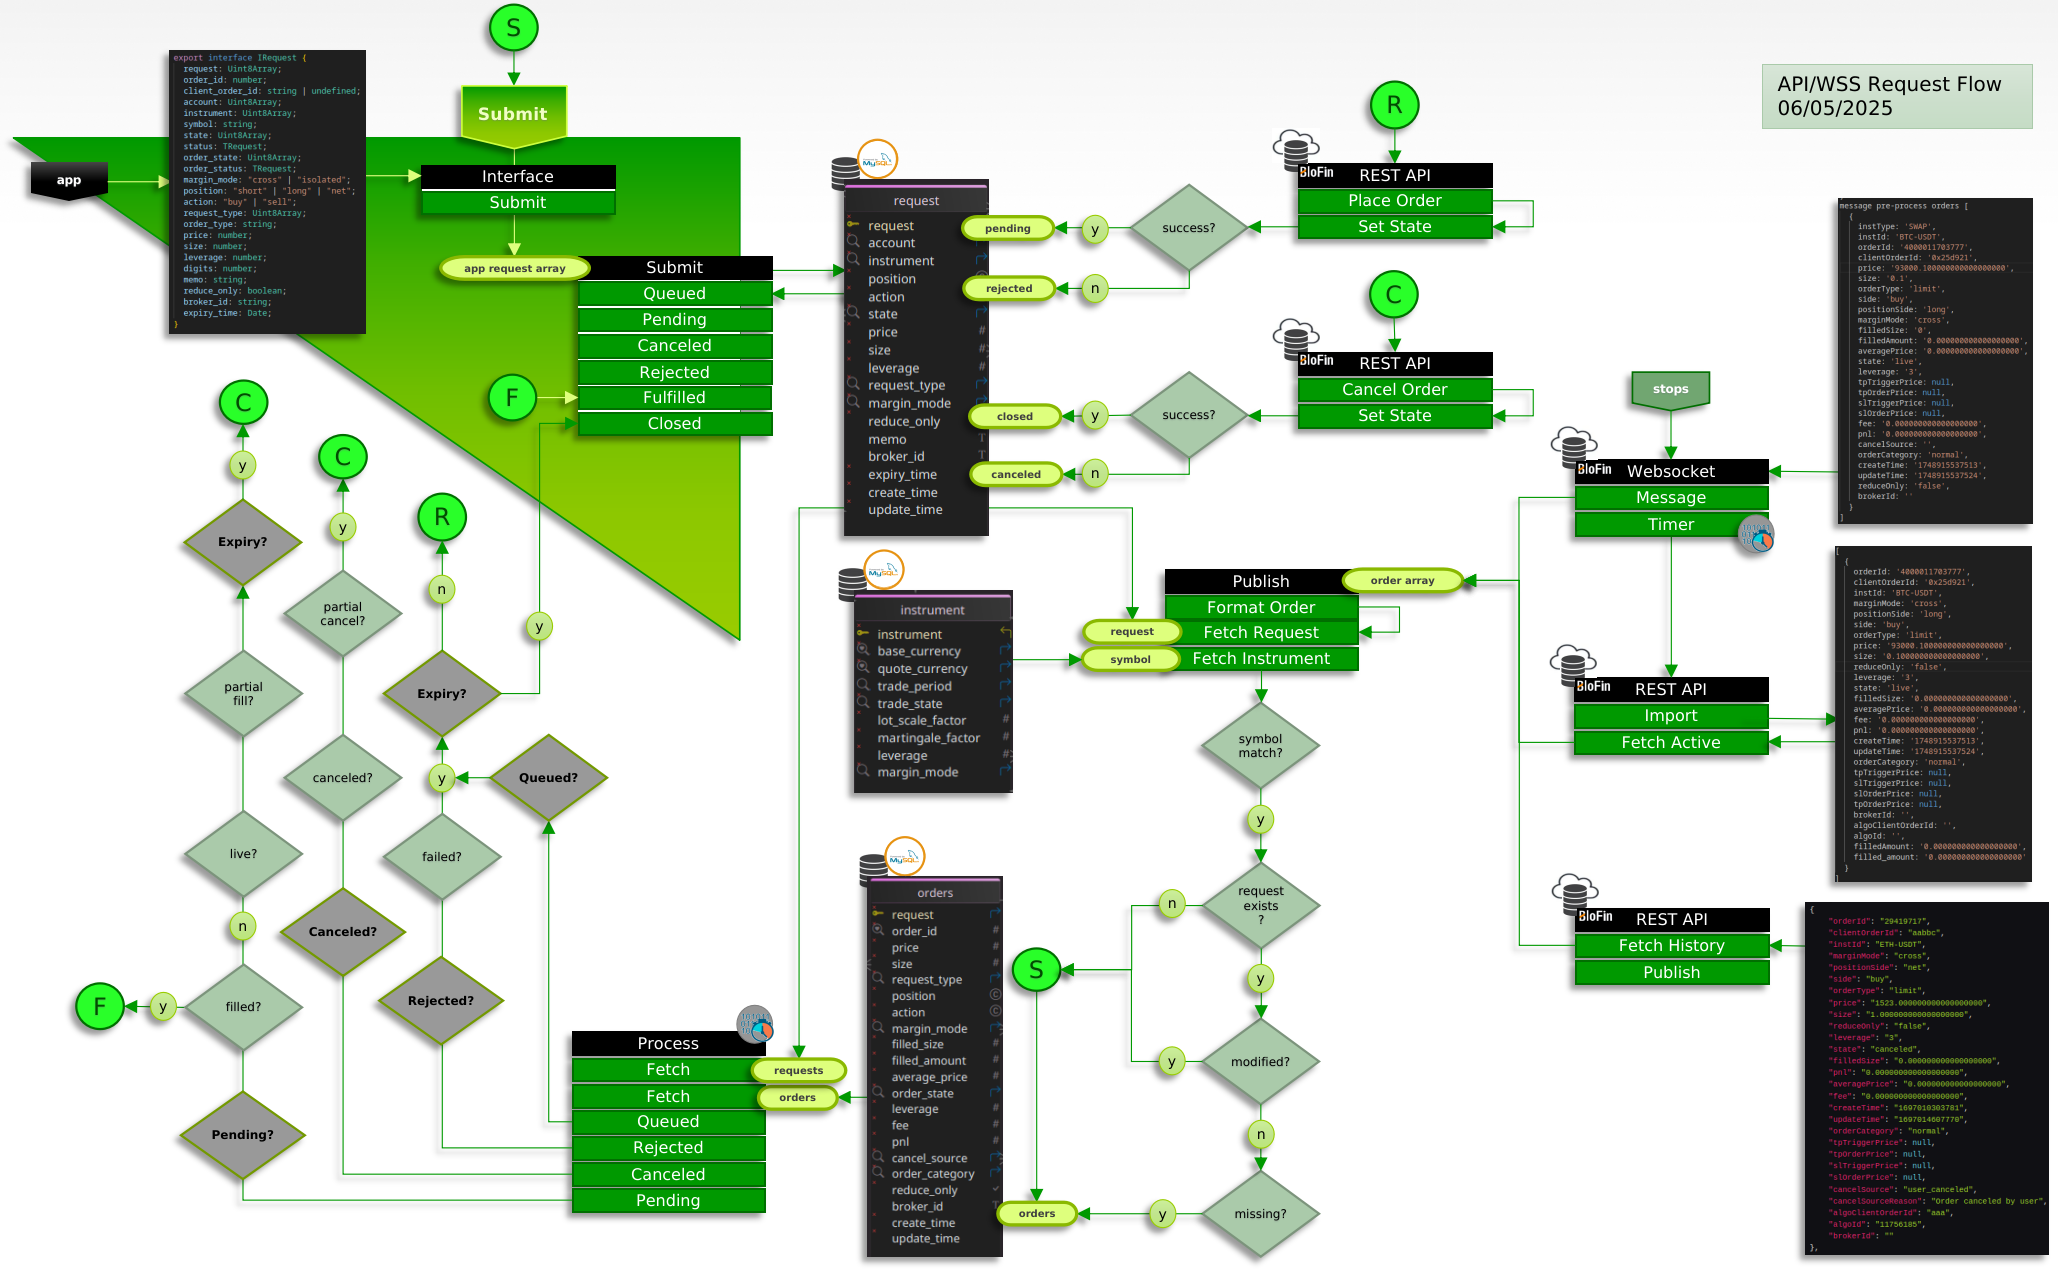 S
API/WSS Request Flow
06/05/2025
export interface IRequest {
request: Uint8Array;
order_id: number;
client_order_id: string | undefined;
account: Uint8Array;
instrument: Uint8Array;
symbol: string;
state: Uint8Array;
status: TRequest;
order_state: Uint8Array;
order_status: TRequest;
margin_mode: "cross" | "isolated";
position: "short" | "long" | "net";
action: "buy" | "sell";
request_type: Uint8Array;
order_type: string;
price: number;
size: number;
leverage: number;
digits: number;
memo: string;
reduce_only: boolean;
broker_id: string;
expiry_time: Date;
}
app
Submit
Interface
Submit
app request array
Submit
Queued
Pending
Canceled
Rejected
Fulfilled
Closed
F
MySQL
request
request
account
instrument
position
action
state
price
size
leverage
request_type
margin_mode
reduce_only
memo
broker_id
expiry_time
create_time
update_time
pending
y
rejected
n
success?
R
BloFin
REST API
Place Order
Set State
closed
y
canceled
n
success?
C
BloFin
REST API
Cancel Order
Set State
stops
BloFin
Websocket
Message
Timer
message pre-process orders [
{
instType: 'SWAP',
instId: 'BTC-USDT',
orderId: '4000011703777',
clientOrderId: '0x25d921',
price: '93000.100000000000000000',
size: '0.1',
orderType: 'limit',
side: 'buy',
positionSide: 'long',
marginMode: 'cross',
filledSize: '0',
filledAmount: '0.000000000000000000',
averagePrice: '0.000000000000000000',
state: 'live',
leverage: '3',
tpTriggerPrice: null,
tpOrderPrice: null,
slTriggerPrice: null,
slOrderPrice: null,
fee: '0.000000000000000000',
pnl: '0.000000000000000000',
cancelSource: '',
orderCategory: 'normal',
createTime: '1748915537513',
updateTime: '1748915537524',
reduceOnly: 'false',
brokerId: ''
}
]
C
y
Expiry?
partial
fill?
live?
n
filled?
y
F
Pending?
C
y
partial
cancel?
canceled?
Canceled?
R
n
Expiry?
y
y
Queued?
failed?
Rejected?
MySQL
instrument
instrument
base_currency
quote_currency
trade_period
trade_state
lot_scale_factor
martingale_factor
leverage
margin_mode
Publish
order array
Format Order
request
Fetch Request
symbol
Fetch Instrument
symbol
match?
y
request
exists
?
n
y
modified?
y
n
missing?
y
S
orders
BloFin
REST API
Import
Fetch Active
[
{
orderId: '4000011703777',
clientOrderId: '0x25d921',
instId: 'BTC-USDT',
marginMode: 'cross',
positionSide: 'long',
side: 'buy',
orderType: 'limit',
price: '93000.100000000000000000',
size: '0.100000000000000000',
reduceOnly: 'false',
leverage: '3',
state: 'live',
filledSize: '0.000000000000000000',
averagePrice: '0.000000000000000000',
fee: '0.000000000000000000',
pnl: '0.000000000000000000',
createTime: '1748915537513',
updateTime: '1748915537524',
orderCategory: 'normal',
tpTriggerPrice: null,
slTriggerPrice: null,
slOrderPrice: null,
tpOrderPrice: null,
brokerId: '',
algoClientOrderId: '',
algoId: '',
filledAmount: '0.000000000000000000',
filled_amount: '0.000000000000000000'
}
]
MySQL
orders
request
order_id
price
size
request_type
position
action
margin_mode
filled_size
filled_amount
average_price
order_state
leverage
fee
pnl
cancel_source
order_category
reduce_only
broker_id
create_time
update_time
Process
Fetch
requests
Fetch
orders
Queued
Rejected
Canceled
Pending
BloFin
REST API
Fetch History
Publish
{
"orderId": "29419717",
"clientOrderId": "aabbc",
"instId": "ETH-USDT",
"marginMode": "cross",
"positionSide": "net",
"side": "buy",
"orderType": "limit",
"price": "1523.000000000000000000",
"size": "1.000000000000000000",
"reduceOnly": "false",
"leverage": "3",
"state": "canceled",
"filledSize": "0.000000000000000000",
"pnl": "0.000000000000000000",
"averagePrice": "0.000000000000000000",
"fee": "0.000000000000000000",
"createTime": "1697010303781",
"updateTime": "1697014607770",
"orderCategory": "normal",
"tpTriggerPrice": null,
"tpOrderPrice": null,
"slTriggerPrice": null,
"slOrderPrice": null,
"cancelSource": "user_canceled",
"cancelSourceReason": "Order canceled by user",
"algoClientOrderId": "aaa",
"algoId": "11756185",
"brokerId": ""
},